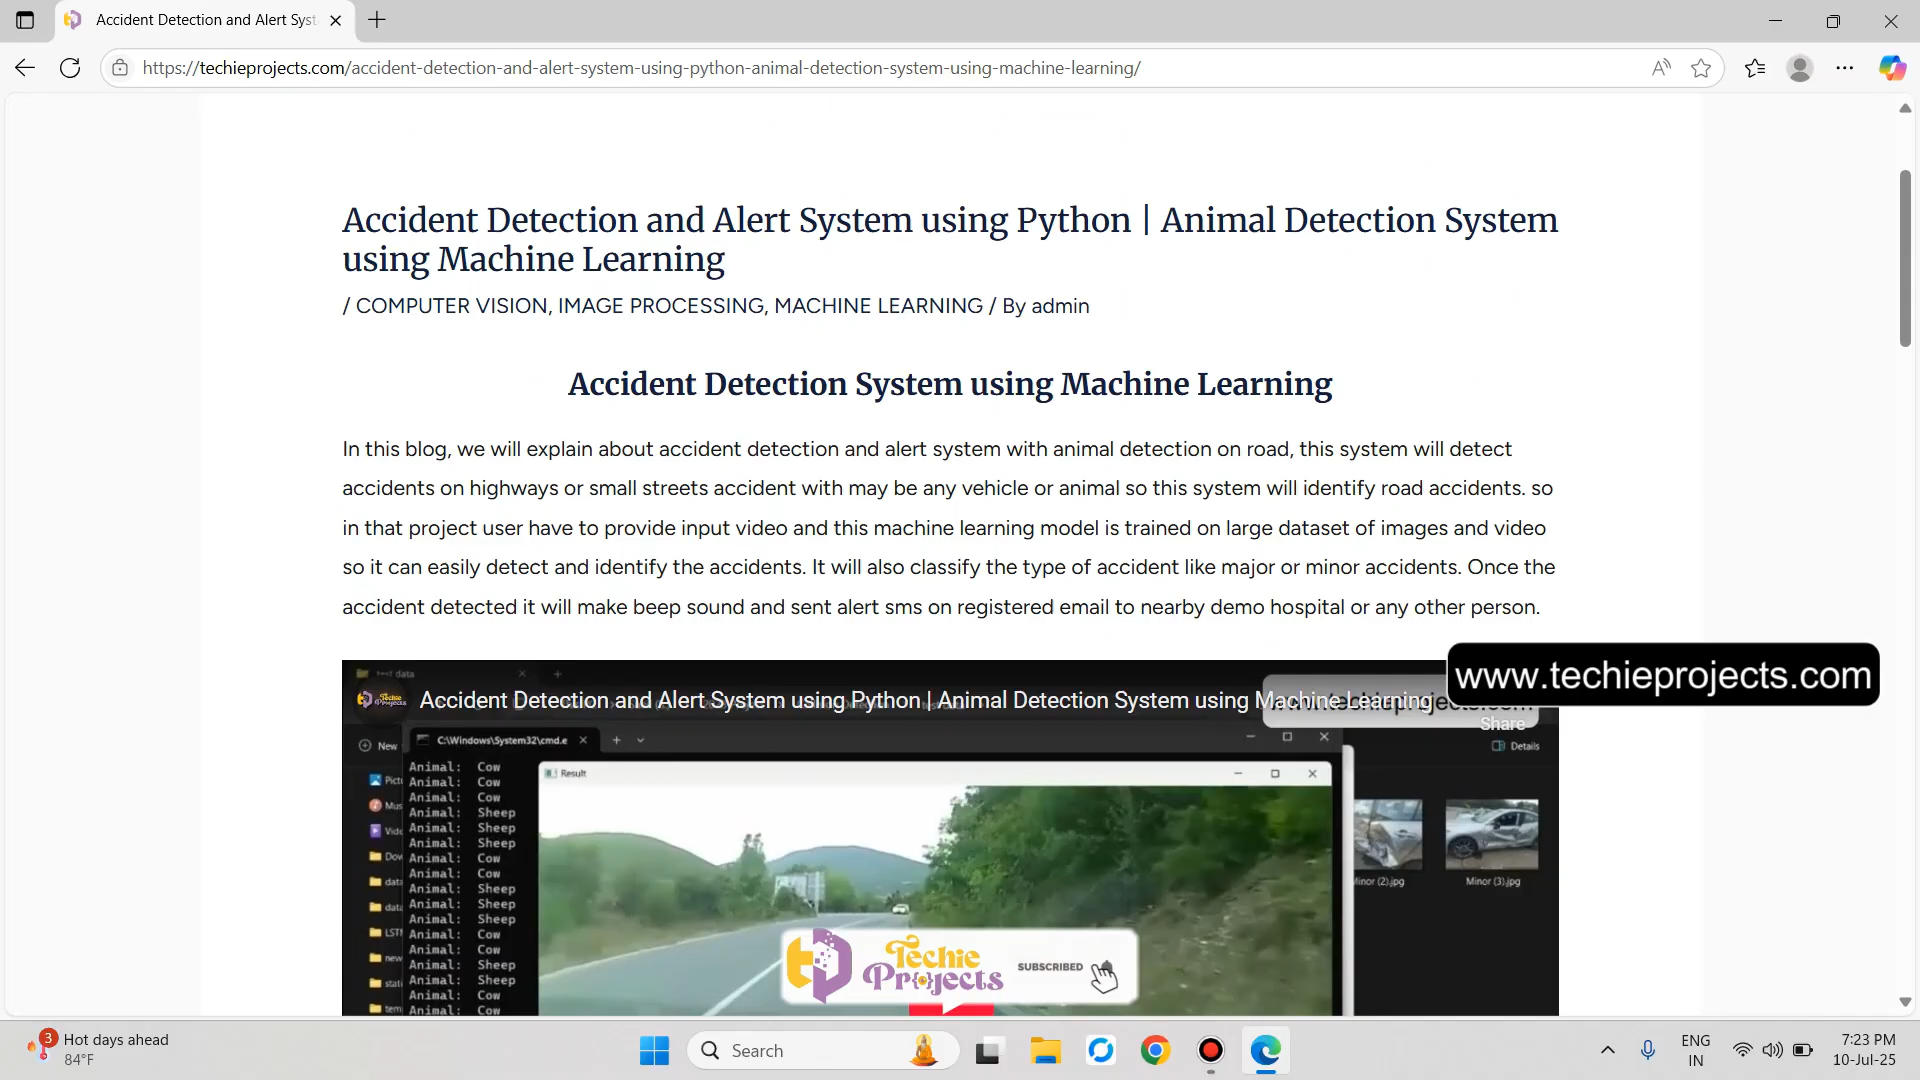 Accident Detection and Alert Syst
https://techieprojects.com/accident-detection-and-alert-system-using-python-animal-detection-system-using-machine-learning/
Accident Detection and Alert System using Python | Animal Detection System
using Machine Learning
/ COMPUTER VISION, IMAGE PROCESSING, MACHINE LEARNING / By admin
Accident Detection System using Machine Learning
In this blog, we will explain about accident detection and alert system with animal detection on road, this system will detect
accidents on highways or small streets accident with may be any vehicle or animal so this system will identify road accidents. so
in that project user have to provide input video and this machine learning model is trained on large dataset of images and video
so it can easily detect and identify the accidents. It will also classify the type of accident like major or minor accidents. Once the
accident detected it will make beep sound and sent alert sms on registered email to nearby demo hospital or any other person.
www.techieprojects.com
Techie Projects
Accident Detection and Alert System using Python | Animal Detection System using Machine Learning
Share
C:\Windows\System32\cmd.e
New
Details
Result
Animal: Cow
Animal: Cow
Animal: Cow
Animal: Sheep
Animal: Sheep
Animal: Sheep
Animal: Cow
Animal: Cow
Animal: Sheep
Animal: Sheep
Animal: Sheep
Animal: Cow
Animal: Cow
Animal: Sheep
Animal: Sheep
Animal: Cow
Animal: Cow
Minor (2).jpg
Minor (3).jpg
Techie
Projects
SUBSCRIBED
3
Hot days ahead
84°F
Search
ENG
IN
7:23 PM
10-Jul-25